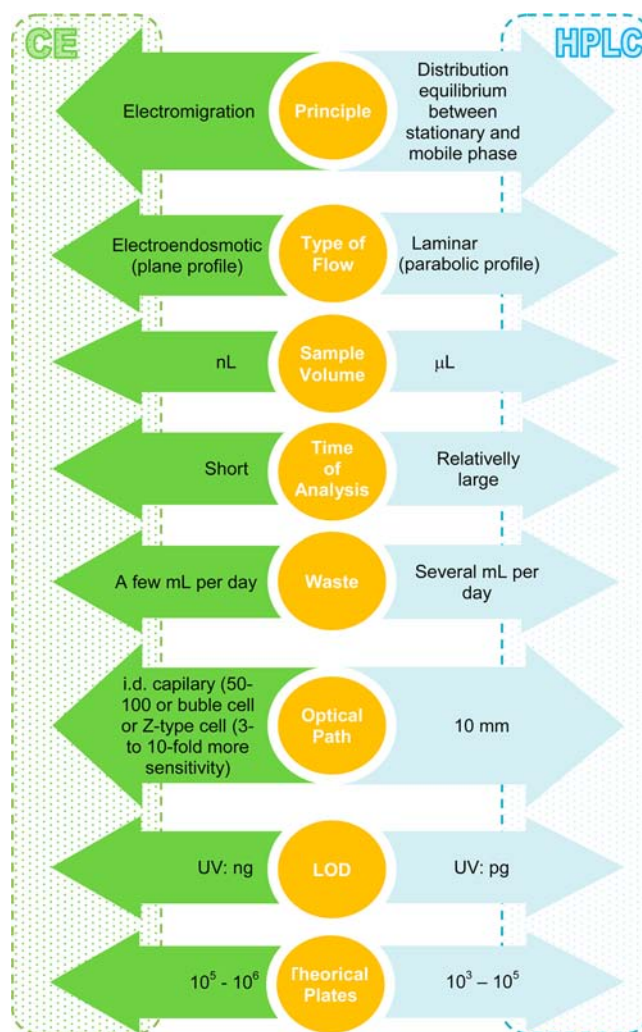 CE
HPLC
Electromigration
Principle
Distribution
equilibrium
between
stationary and
mobile phase
Electroendosmotic
(plane profile)
Type of
Flow
Laminar
(parabolic profile)
nL
Sample
Volume
μL
Short
Time
of
Analysis
Relativelly
large
A few mL per day
Waste
Several mL per
day
i.d. capilary (50-
100 or buble cell
or Z-type cell (3-
to 10-fold more
sensitivity)
Optical
Path
10 mm
UV: ng
LOD
UV: pg
10⁵ - 10⁶
Theorical
Plates
10³ – 10⁵